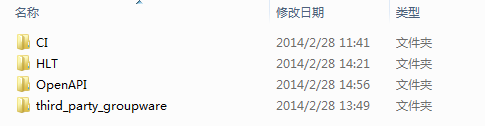 名称 修改日期 类型
CI 2014/2/28 11:41 文件夹
HLT 2014/2/28 14:21 文件夹
OpenAPI 2014/2/28 14:56 文件夹
third_party_groupware 2014/2/28 13:49 文件夹